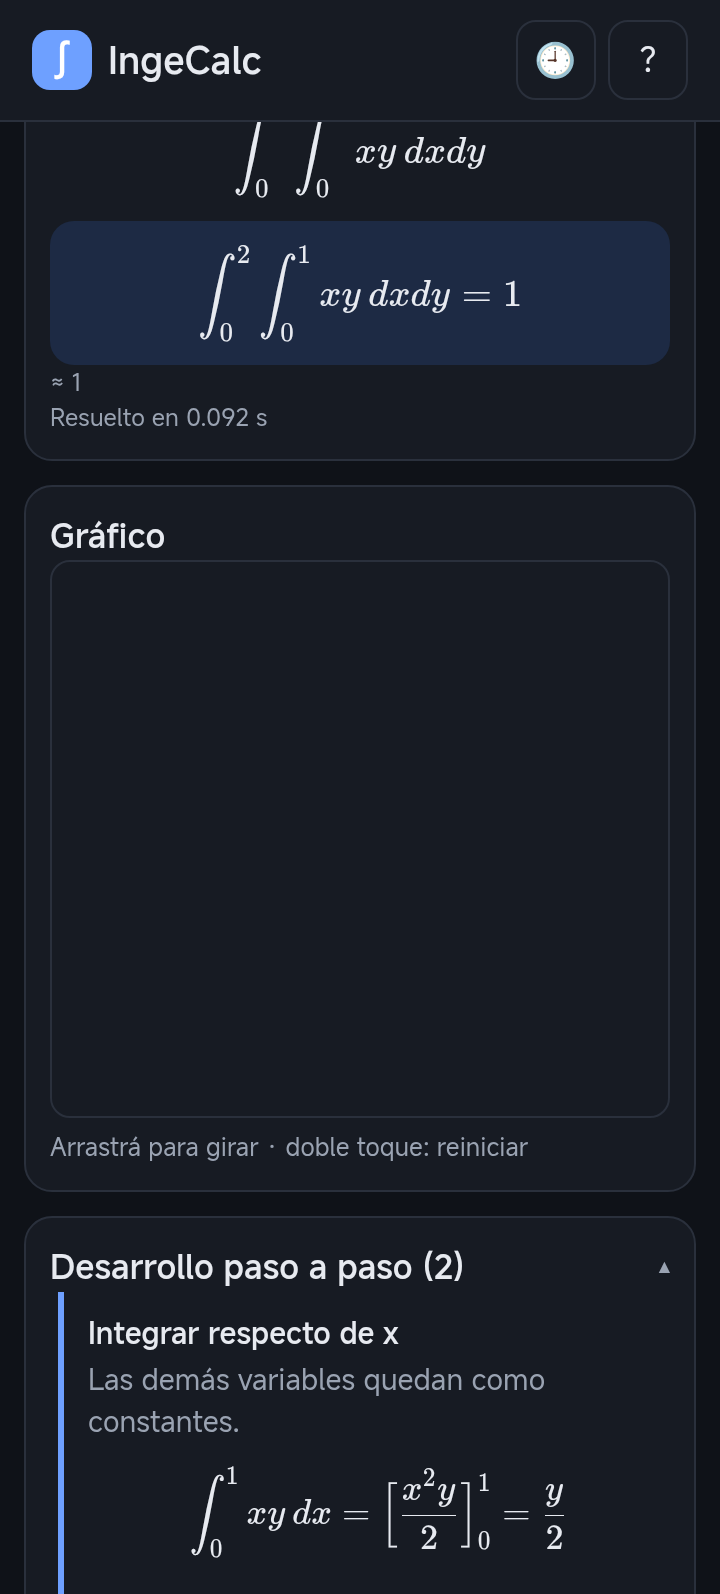 ∫ IngeCalc ?
∫₀ ∫₀ xy dxdy
∫₀² ∫₀¹ xy dxdy = 1
≈ 1
Resuelto en 0.092 s
Gráfico
Arrastrá para girar · doble toque: reiniciar
Desarrollo paso a paso (2) ▲
Integrar respecto de x
Las demás variables quedan como
constantes.
∫₀¹ xy dx = [x²y/2]₀¹ = y/2